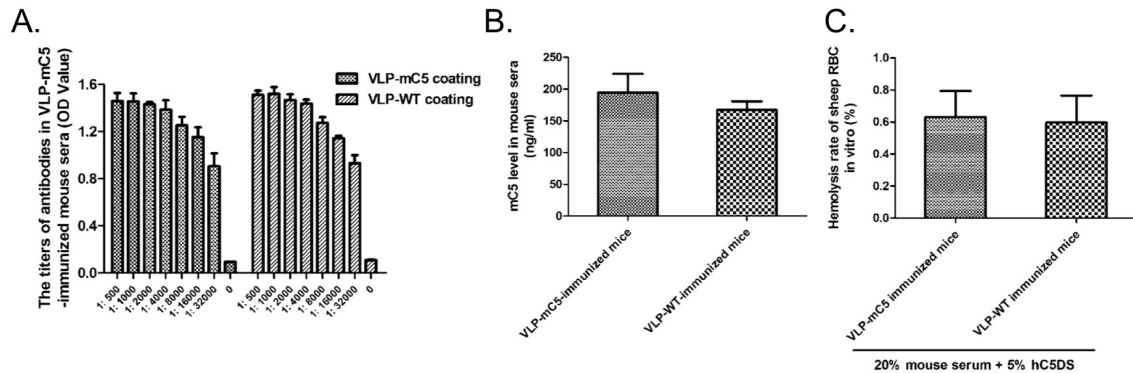 A.
The titers of antibodies in VLP-mC5
-immunized mouse sera (OD Value)
1.6
1.2
0.8
0.4
0.0
VLP-mC5 coating
VLP-WT coating
1: 500
1: 1000
1: 2000
1: 4000
1: 8000
1: 16000
1: 32000
0
1: 500
1: 1000
1: 2000
1: 4000
1: 8000
1: 16000
1: 32000
0
B.
mC5 level in mouse sera
(ng/ml)
250
200
150
100
50
0
VLP-mC5-immunized mice
VLP-WT-immunized mice
C.
Hemolysis rate of sheep RBC
in vitro (%)
1.0
0.8
0.6
0.4
0.2
0.0
VLP-mC5 immunized mice
VLP-WT immunized mice
20% mouse serum + 5% hC5DS